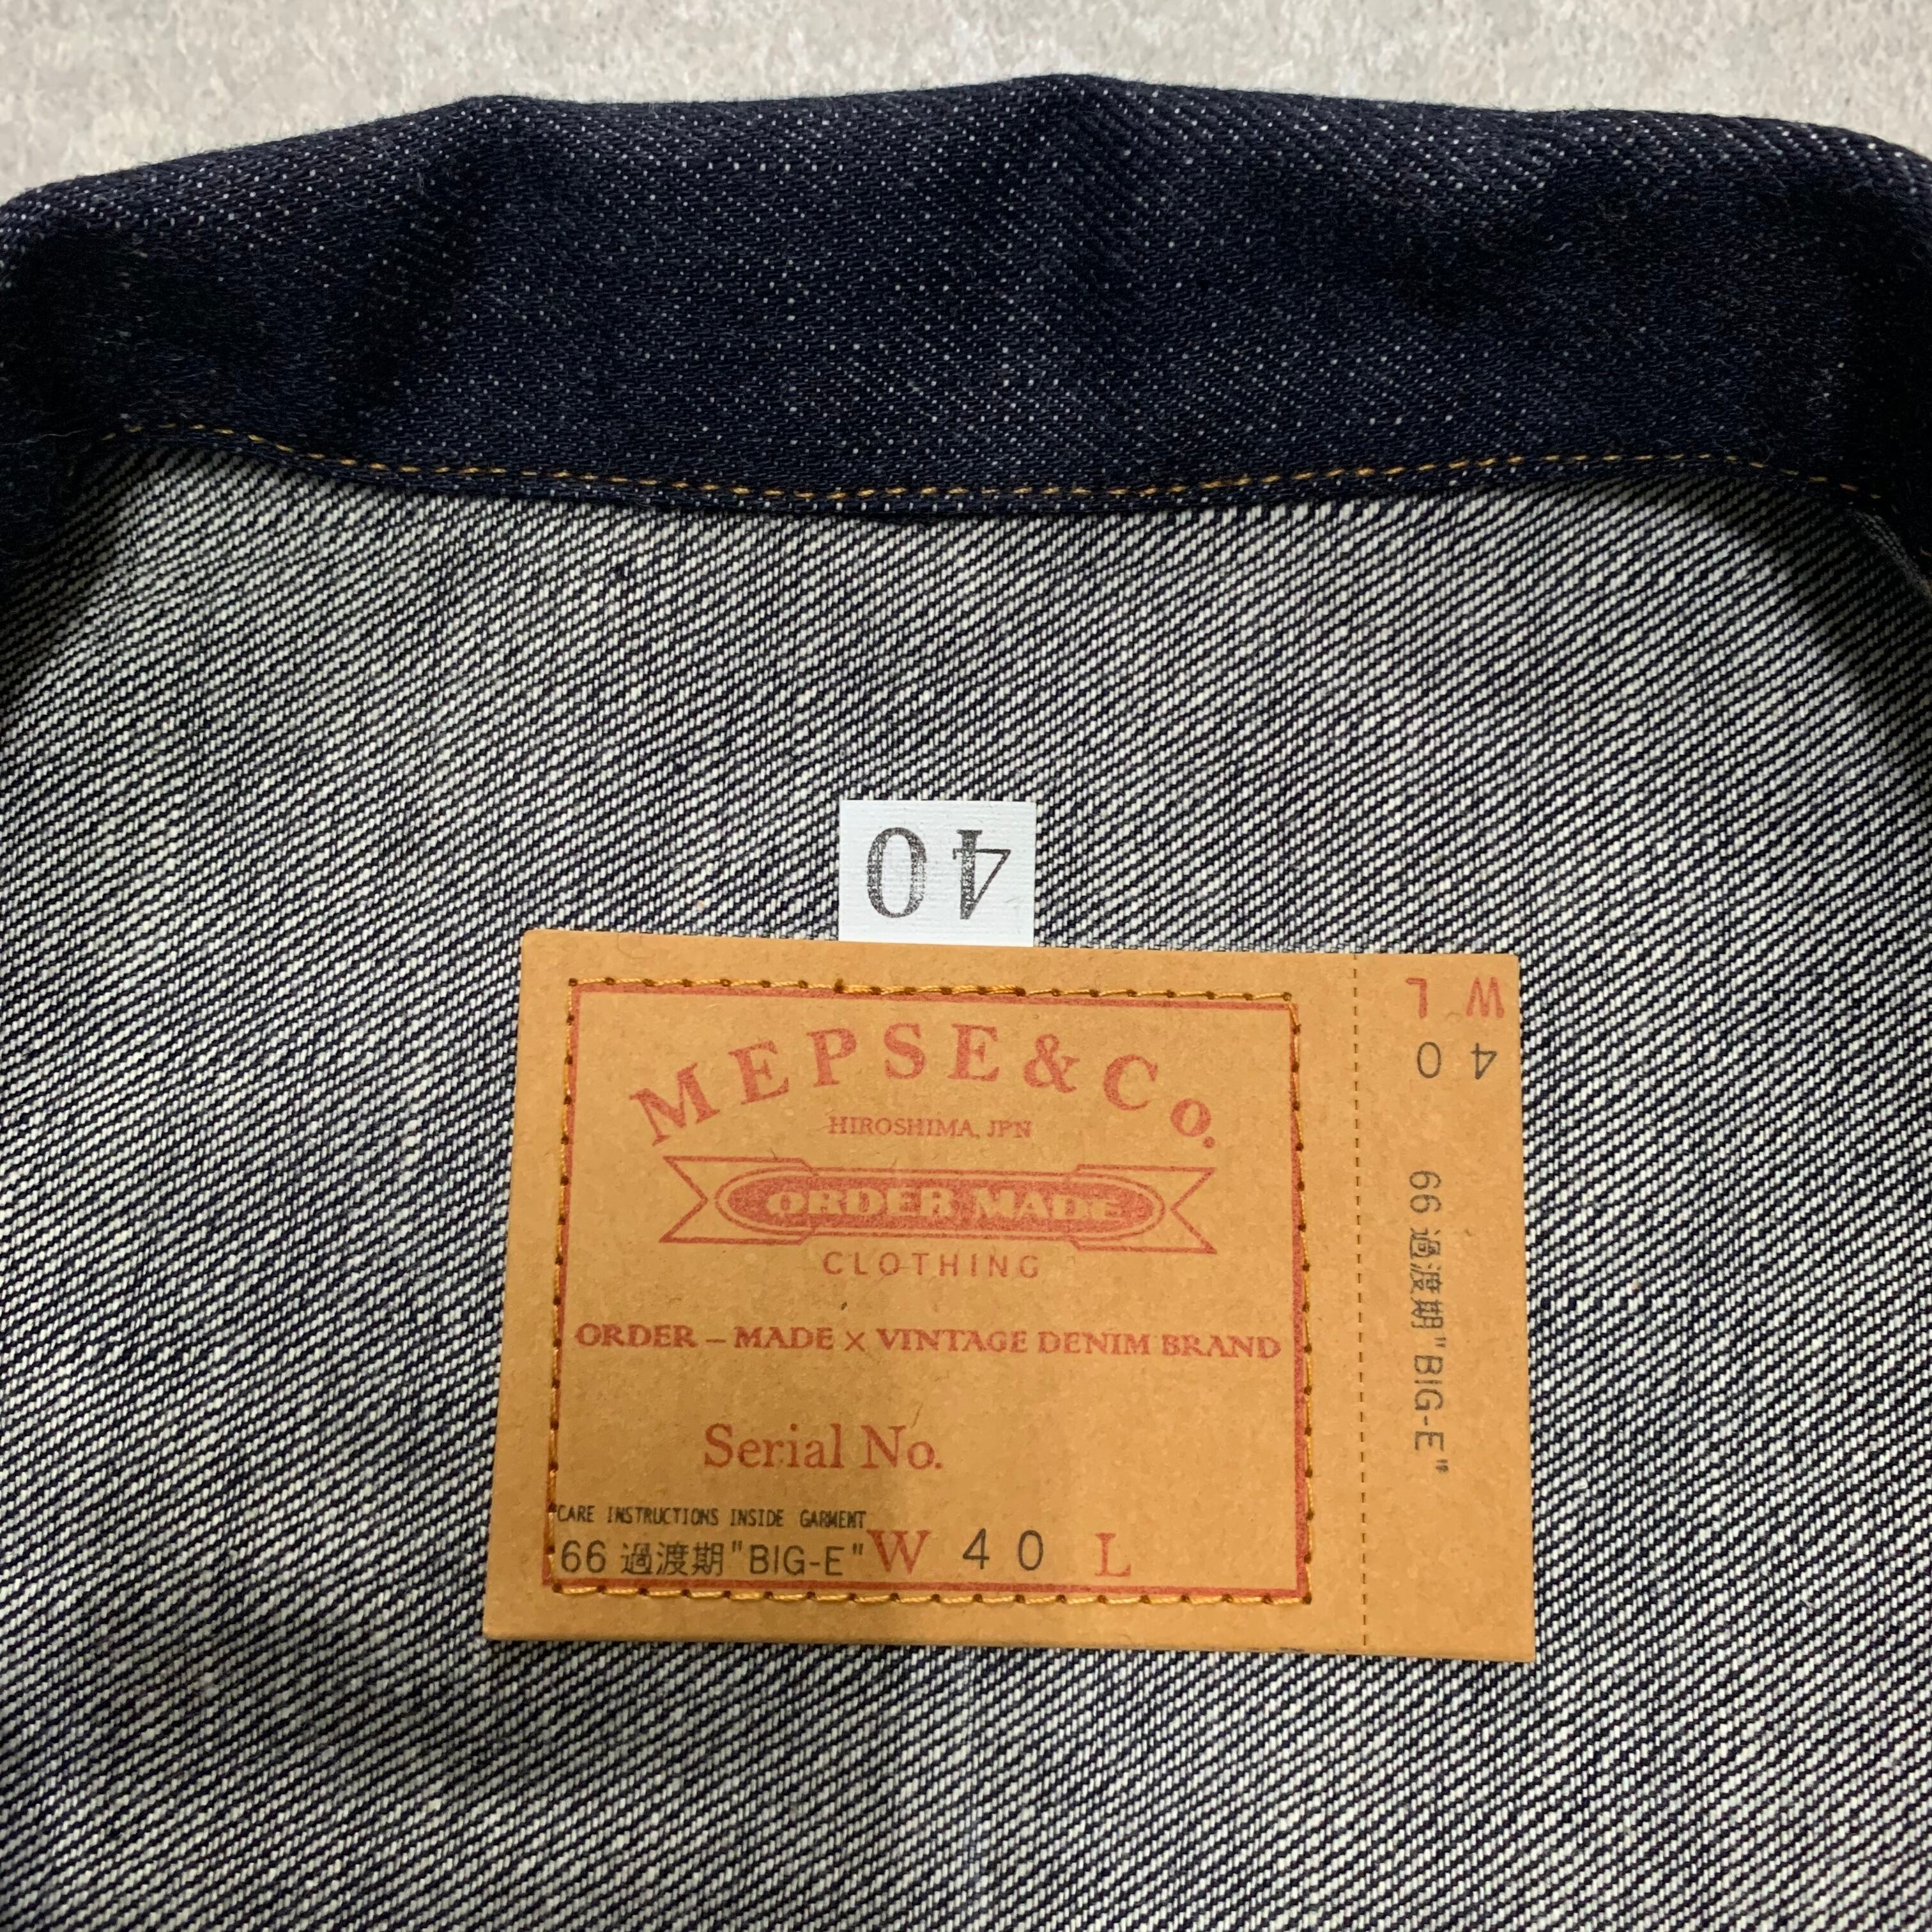 40
MEPSE & Co.
HIROSHIMA, JPN
ORDER MADE
CLOTHING
ORDER – MADE X VINTAGE DENIM BRAND
Serial No.
CARE INSTRUCTIONS INSIDE GARMENT
66 過渡期"BIG-E" W 40 L
W L
4 0
66 過渡期"BIG-E"